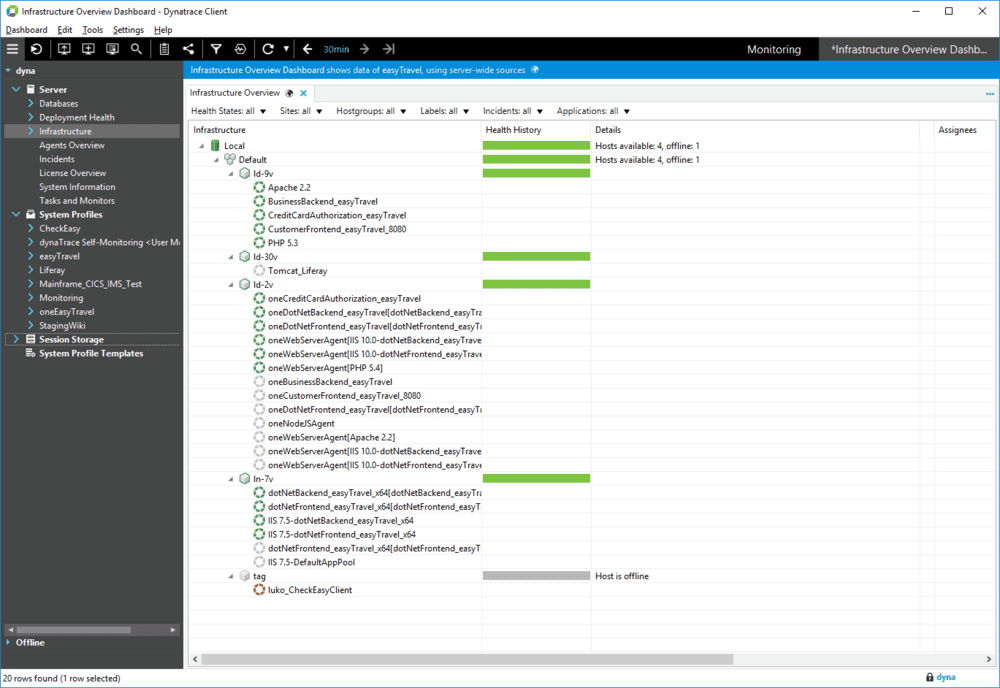 Infrastructure Overview Dashboard - Dynatrace Client
Dashboard Edit Tools Settings Help
30min Monitoring *Infrastructure Overview Dashb...
dyna
Infrastructure Overview Dashboard shows data of easyTravel, using server-wide sources
Server
Databases
Deployment Health
Infrastructure
Agents Overview
Incidents
License Overview
System Information
Tasks and Monitors
System Profiles
CheckEasy
dynaTrace Self-Monitoring <User Mo
easyTravel
Liferay
Mainframe_CICS_IMS_Test
Monitoring
oneEasyTravel
StagingWiki
Session Storage
System Profile Templates
Offline
Infrastructure Overview
Health States: all Sites: all Hostgroups: all Labels: all Incidents: all Applications: all
Infrastructure Health History Details Assignees
Local Hosts available: 4, offline: 1
Default Hosts available: 4, offline: 1
ld-9v
Apache 2.2
BusinessBackend_easyTravel
CreditCardAuthorization_easyTravel
CustomerFrontend_easyTravel_8080
PHP 5.3
ld-30v
Tomcat_Liferay
ld-2v
oneCreditCardAuthorization_easyTravel
oneDotNetBackend_easyTravel[dotNetBackend_easyTra
oneDotNetFrontend_easyTravel[dotNetFrontend_easyTr
oneWebServerAgent[IIS 10.0-dotNetBackend_easyTrave
oneWebServerAgent[IIS 10.0-dotNetFrontend_easyTrave
oneWebServerAgent[PHP 5.4]
oneBusinessBackend_easyTravel
oneCustomerFrontend_easyTravel_8080
oneDotNetFrontend_easyTravel[dotNetFrontend_easyTr
oneNodeJSAgent
oneWebServerAgent[Apache 2.2]
oneWebServerAgent[IIS 10.0-dotNetBackend_easyTrave
oneWebServerAgent[IIS 10.0-dotNetFrontend_easyTrave
ln-7v
dotNetBackend_easyTravel_x64[dotNetBackend_easyTra
dotNetFrontend_easyTravel_x64[dotNetFrontend_easyT
IIS 7.5-dotNetBackend_easyTravel_x64
IIS 7.5-dotNetFrontend_easyTravel_x64
dotNetFrontend_easyTravel_x64[dotNetFrontend_easyT
IIS 7.5-DefaultAppPool
tag Host is offline
luko_CheckEasyClient
20 rows found (1 row selected) dyna